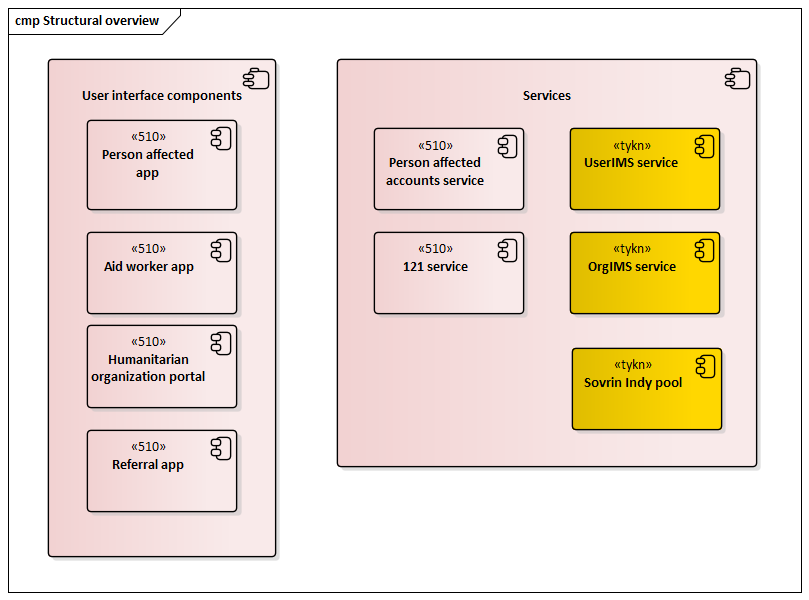 cmp Structural overview
User interface components
«510»
Person affected
app
«510»
Aid worker app
«510»
Humanitarian
organization portal
«510»
Referral app
Services
«510»
Person affected
accounts service
«tykn»
UserIMS service
«510»
121 service
«tykn»
OrgIMS service
«tykn»
Sovrin Indy pool